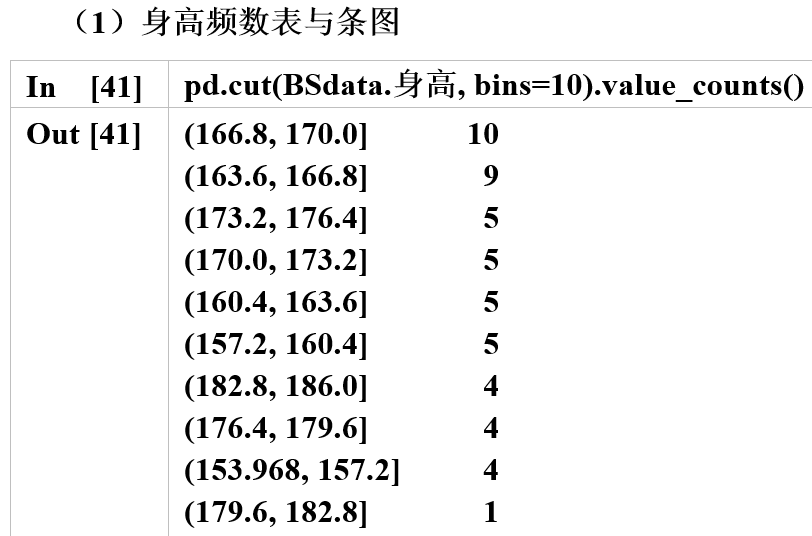 （1）身高频数表与条图
In [41] pd.cut(BSdata.身高, bins=10).value_counts()
Out [41] (166.8, 170.0] 10
(163.6, 166.8] 9
(173.2, 176.4] 5
(170.0, 173.2] 5
(160.4, 163.6] 5
(157.2, 160.4] 5
(182.8, 186.0] 4
(176.4, 179.6] 4
(153.968, 157.2] 4
(179.6, 182.8] 1